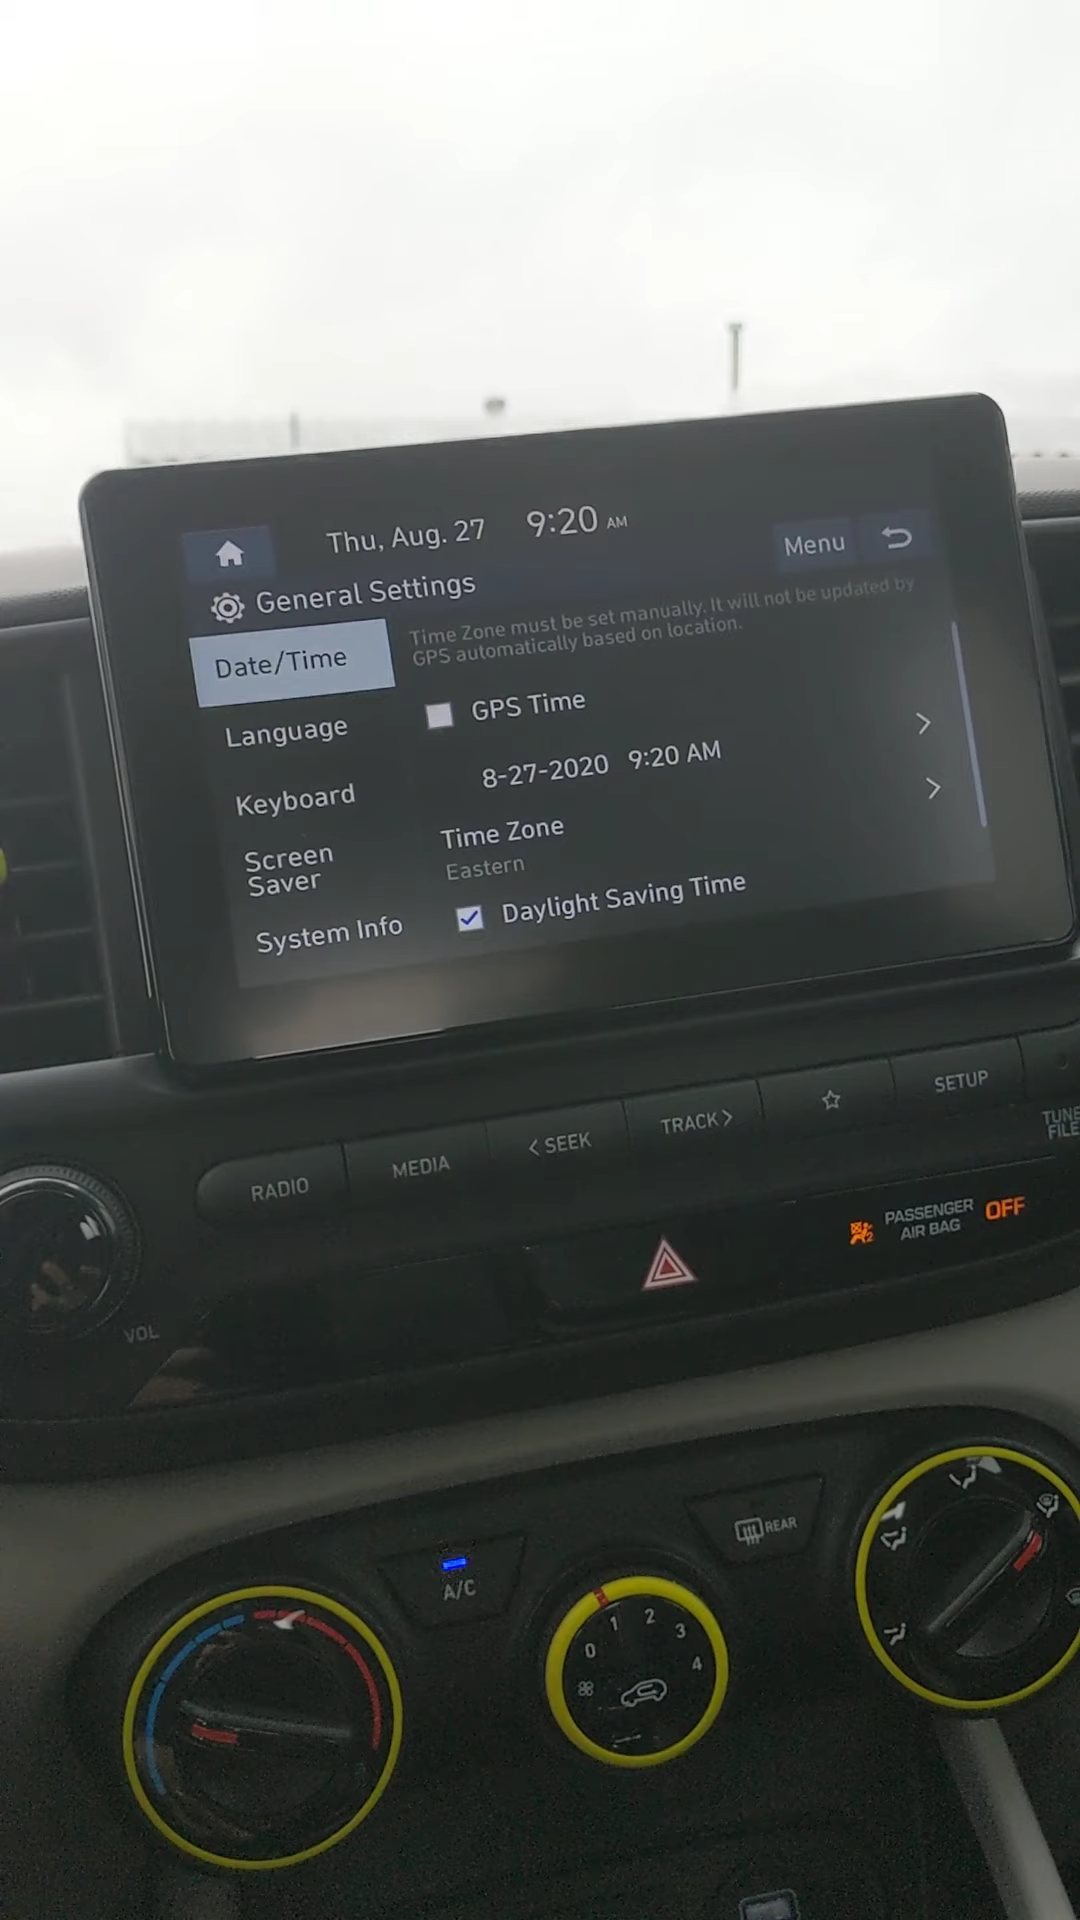 Thu, Aug. 27 9:20 AM
Menu
General Settings
Time Zone must be set manually. It will not be updated by
GPS automatically based on location.
Date/Time
GPS Time
Language
8-27-2020 9:20 AM
Keyboard
Time Zone
Eastern
Screen
Saver
Daylight Saving Time
System Info
RADIO
MEDIA
< SEEK
TRACK >
SETUP
TUNE
FILE
PASSENGER
AIR BAG
OFF
2
VOL
A/C
REAR
0 1 2 3 4